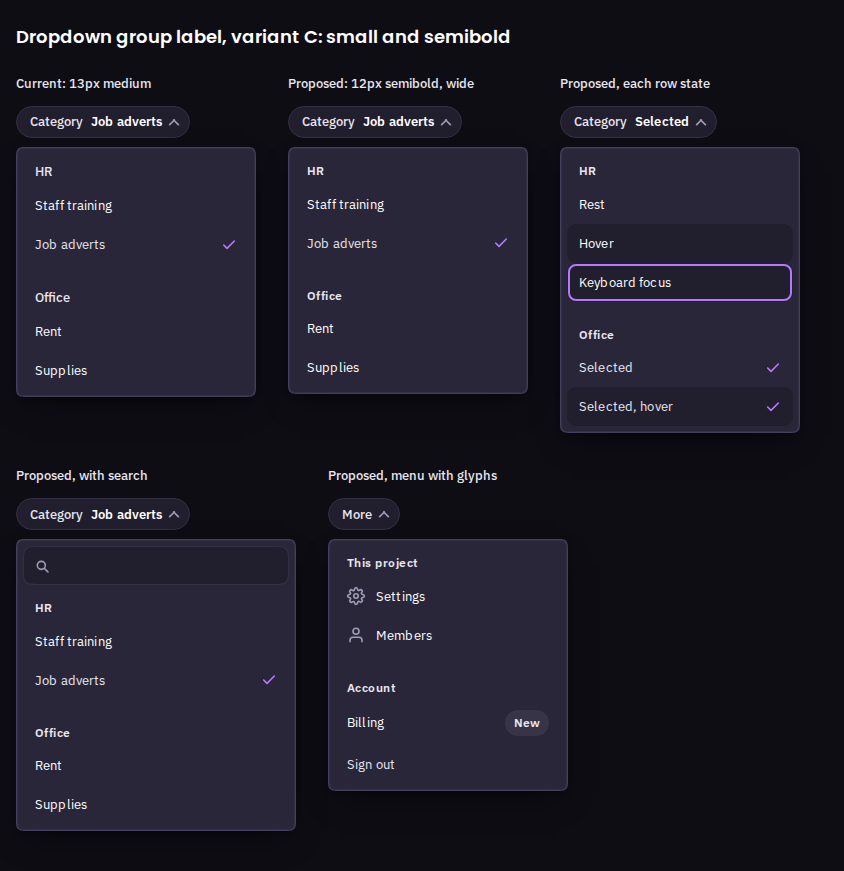 Dropdown group label, variant C: small and semibold
Current: 13px medium
Category Job adverts
HR
Staff training
Job adverts
Office
Rent
Supplies
Proposed: 12px semibold, wide
Category Job adverts
HR
Staff training
Job adverts
Office
Rent
Supplies
Proposed, each row state
Category Selected
HR
Rest
Hover
Keyboard focus
Office
Selected
Selected, hover
Proposed, with search
Category Job adverts
HR
Staff training
Job adverts
Office
Rent
Supplies
Proposed, menu with glyphs
More
This project
Settings
Members
Account
Billing New
Sign out